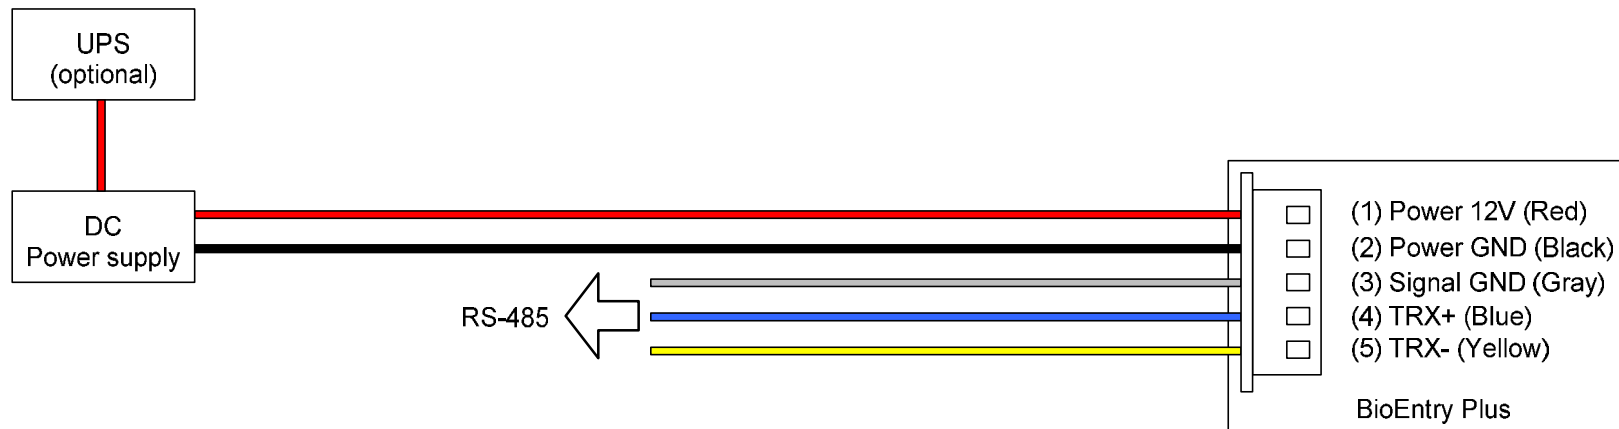 UPS
(optional)
DC
Power supply
RS-485
(1) Power 12V (Red)
(2) Power GND (Black)
(3) Signal GND (Gray)
(4) TRX+ (Blue)
(5) TRX- (Yellow)
BioEntry Plus